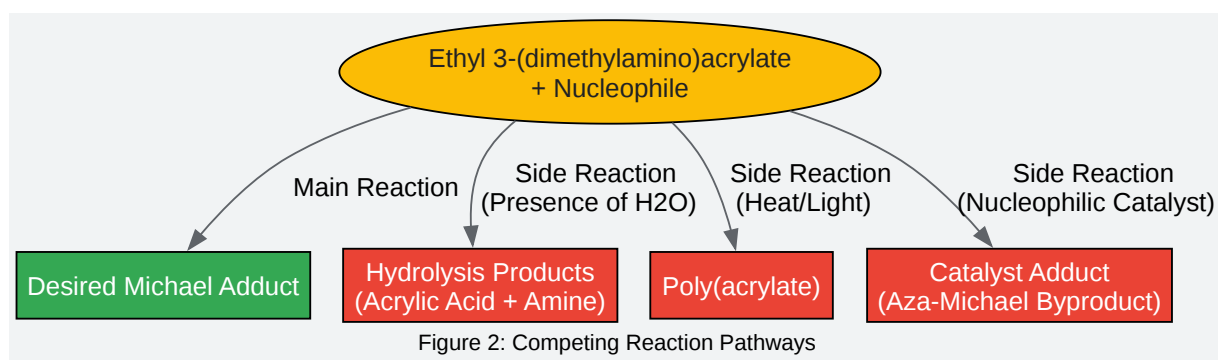 Ethyl 3-(dimethylamino)acrylate
+ Nucleophile
Main Reaction
Side Reaction
(Presence of H2O)
Side Reaction
(Heat/Light)
Side Reaction
(Nucleophilic Catalyst)
Desired Michael Adduct
Hydrolysis Products
(Acrylic Acid + Amine)
Poly(acrylate)
Catalyst Adduct
(Aza-Michael Byproduct)
Figure 2: Competing Reaction Pathways